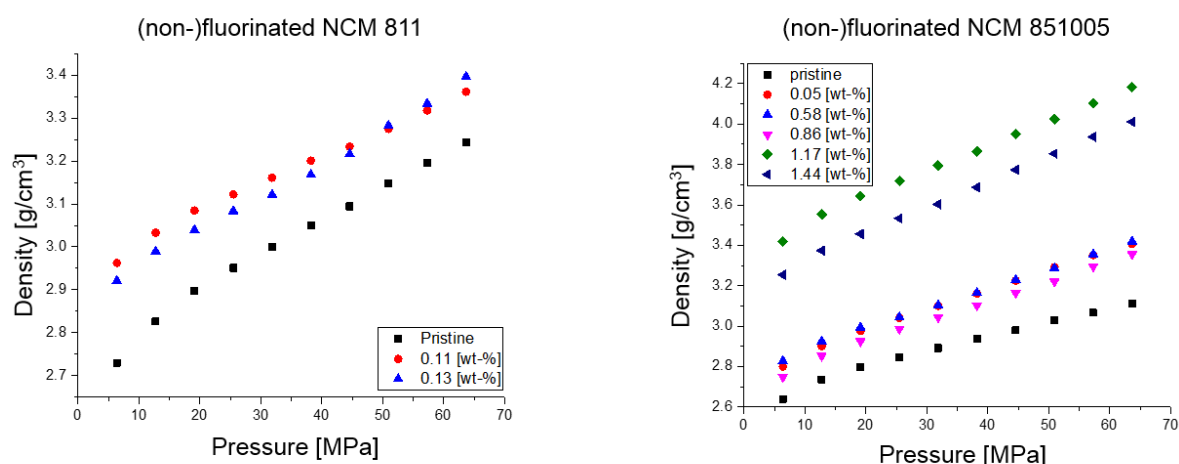 (non-)fluorinated NCM 811
Density [g/cm³]
3.4
3.3
3.2
3.1
3.0
2.9
2.8
2.7
Pristine
0.11 [wt-%]
0.13 [wt-%]
0 10 20 30 40 50 60 70
Pressure [MPa]
(non-)fluorinated NCM 851005
Density [g/cm³]
4.2
4.0
3.8
3.6
3.4
3.2
3.0
2.8
2.6
pristine
0.05 [wt-%]
0.58 [wt-%]
0.86 [wt-%]
1.17 [wt-%]
1.44 [wt-%]
0 10 20 30 40 50 60 70
Pressure [MPa]